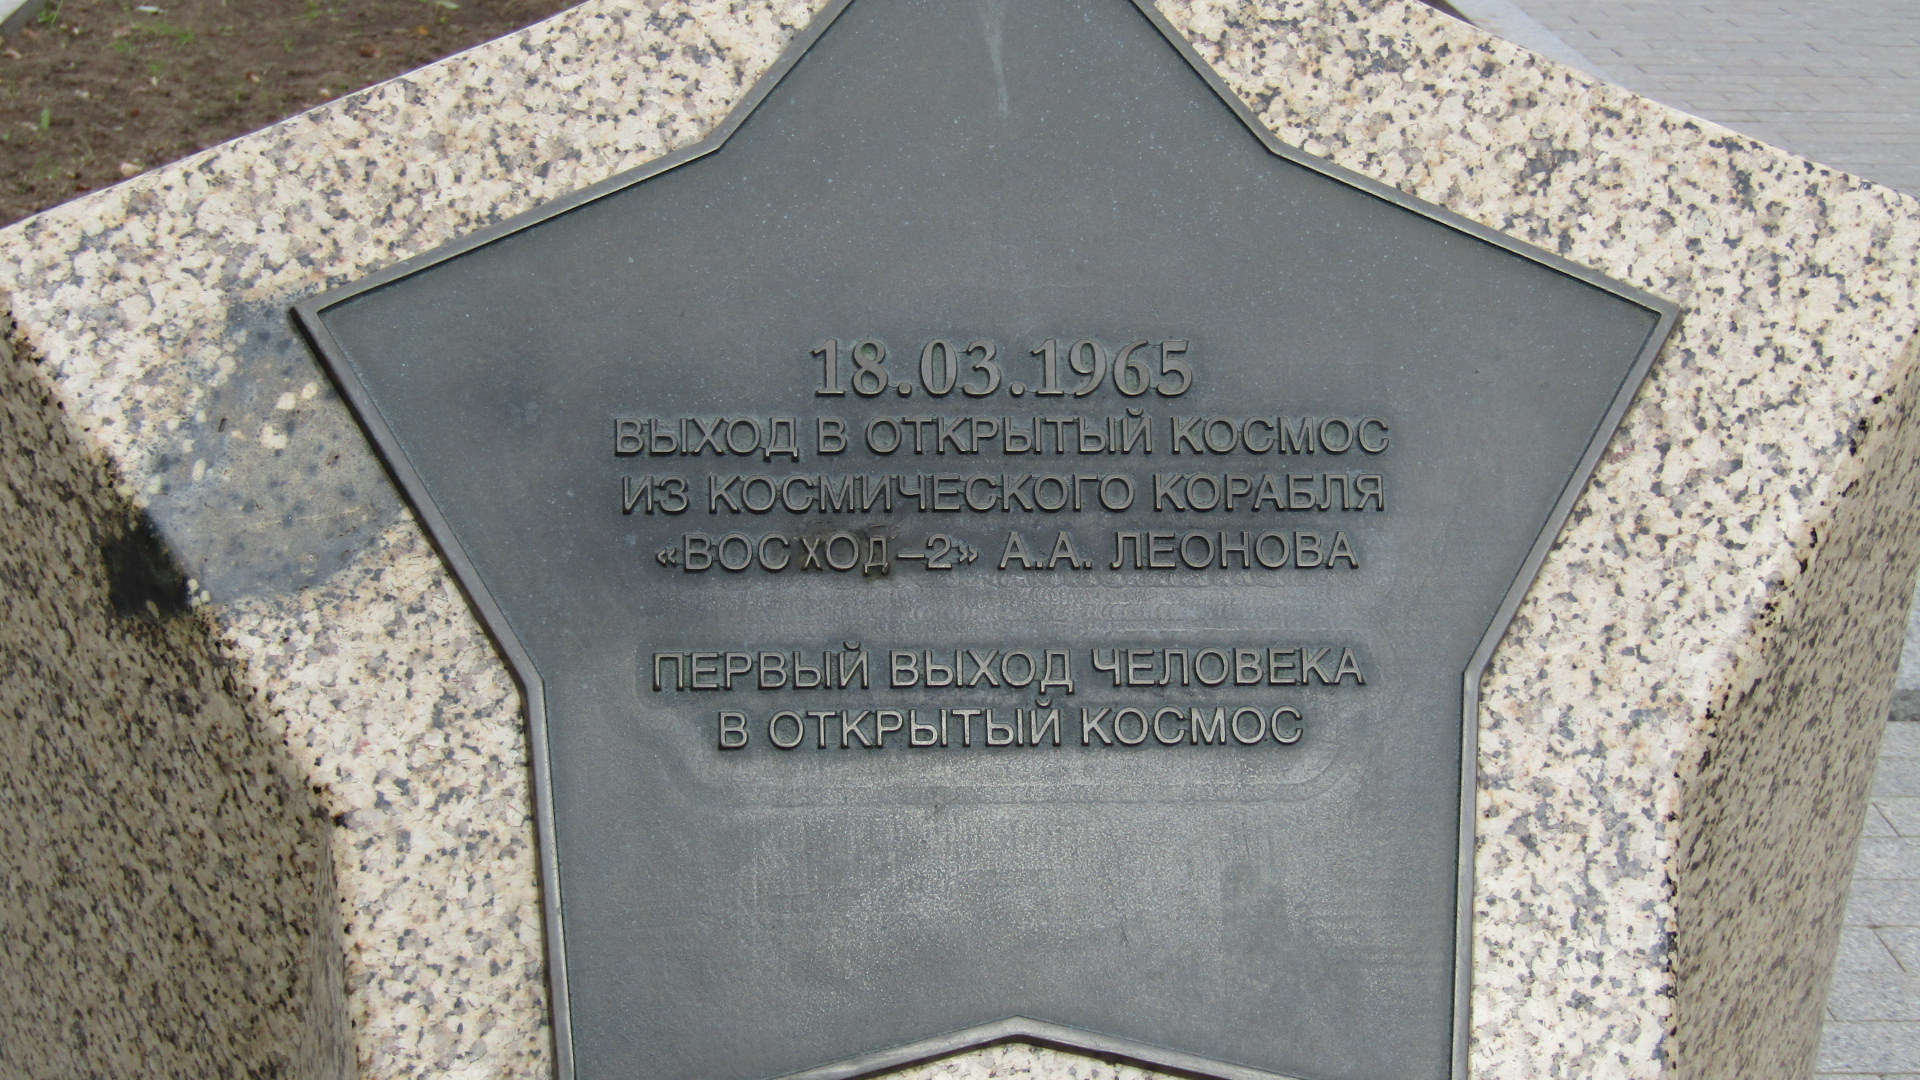 18.03.1965
ВЫХОД В ОТКРЫТЫЙ КОСМОС
ИЗ КОСМИЧЕСКОГО КОРАБЛЯ
«ВОСХОД–2» А.А. ЛЕОНОВА
ПЕРВЫЙ ВЫХОД ЧЕЛОВЕКА
В ОТКРЫТЫЙ КОСМОС